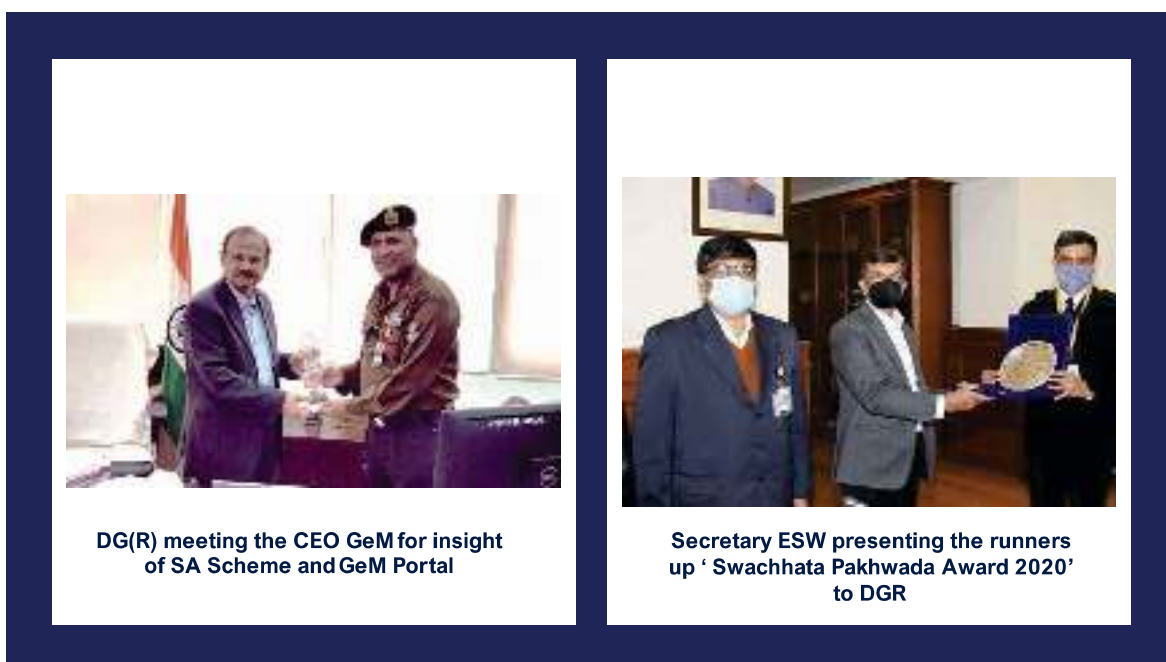 DG(R) meeting the CEO GeM for insight
of SA Scheme and GeM Portal
Secretary ESW presenting the runners
up ‘ Swachhata Pakhwada Award 2020’
to DGR